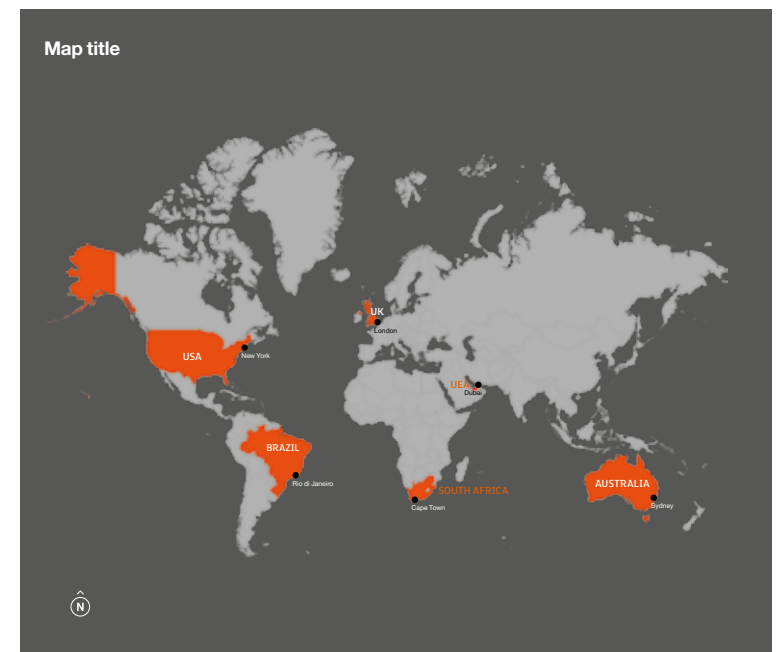 Map title
UK
London
USA
New York
UEA
Dubai
BRAZIL
Rio di Janeiro
SOUTH AFRICA
Cape Town
AUSTRALIA
Sydney
N